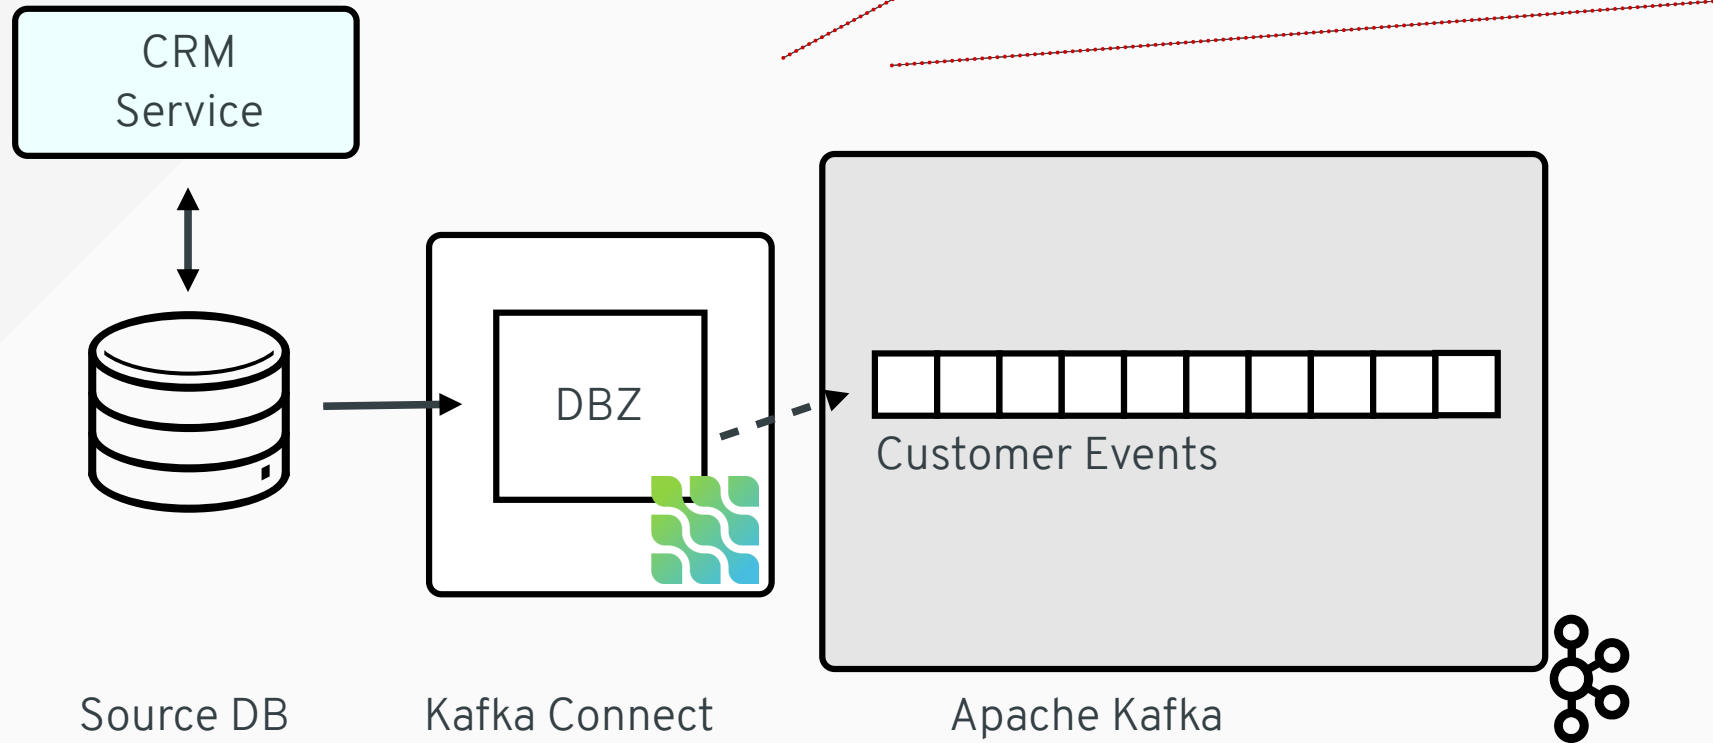 CRM
Service
DBZ
Customer Events
Source DB
Kafka Connect
Apache Kafka